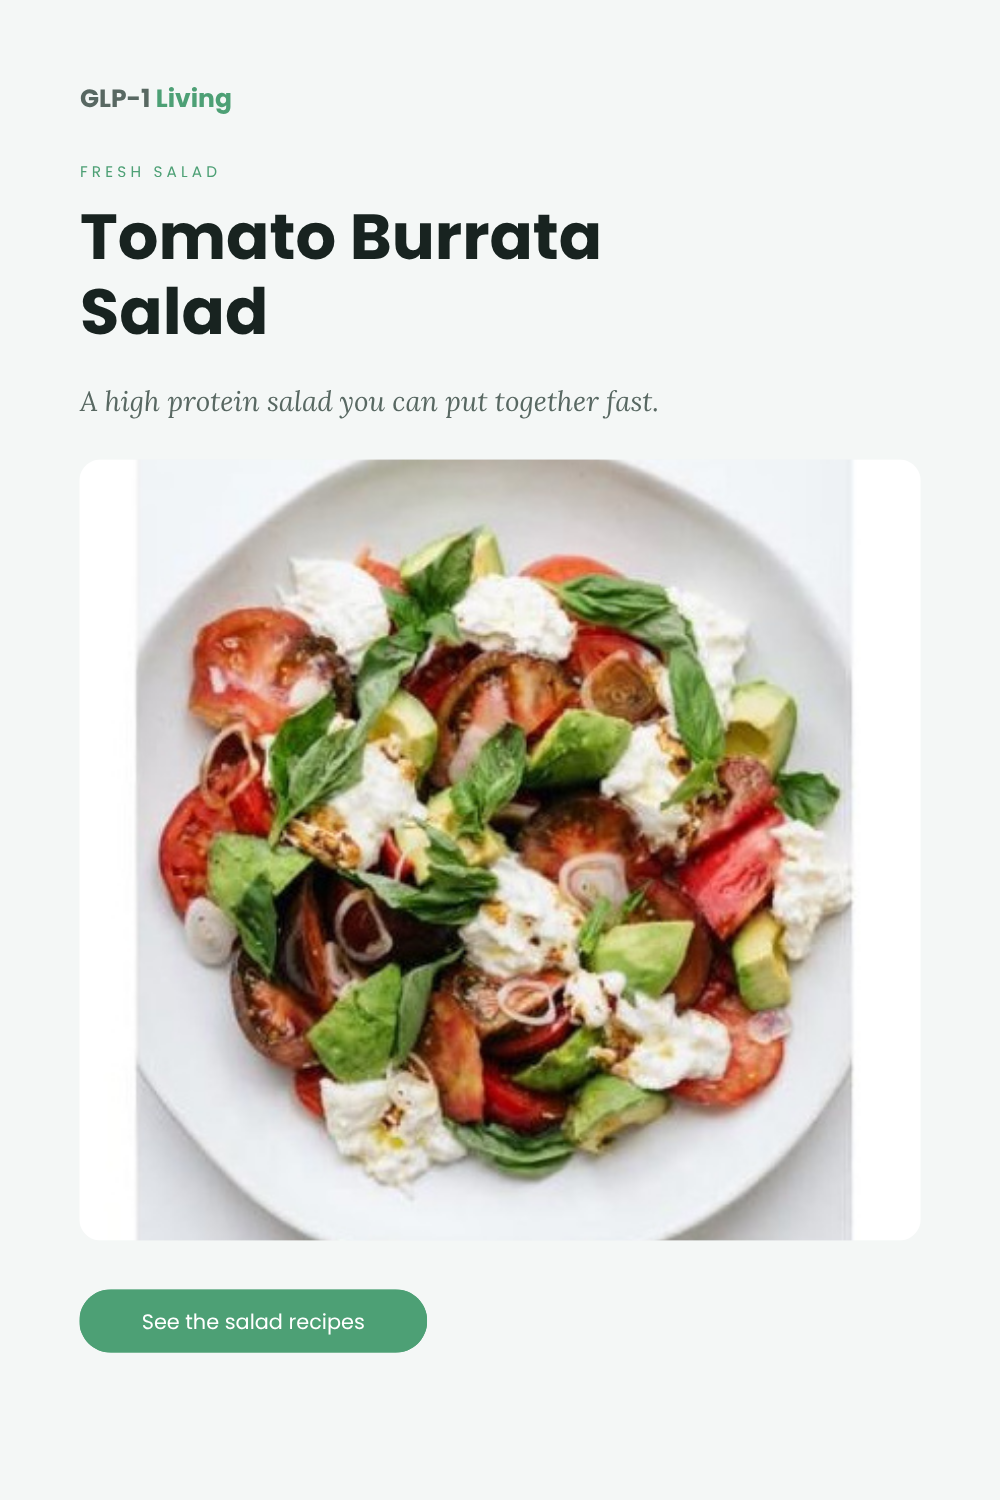 GLP-1 Living
FRESH SALAD
Tomato Burrata
Salad
A high protein salad you can put together fast.
See the salad recipes